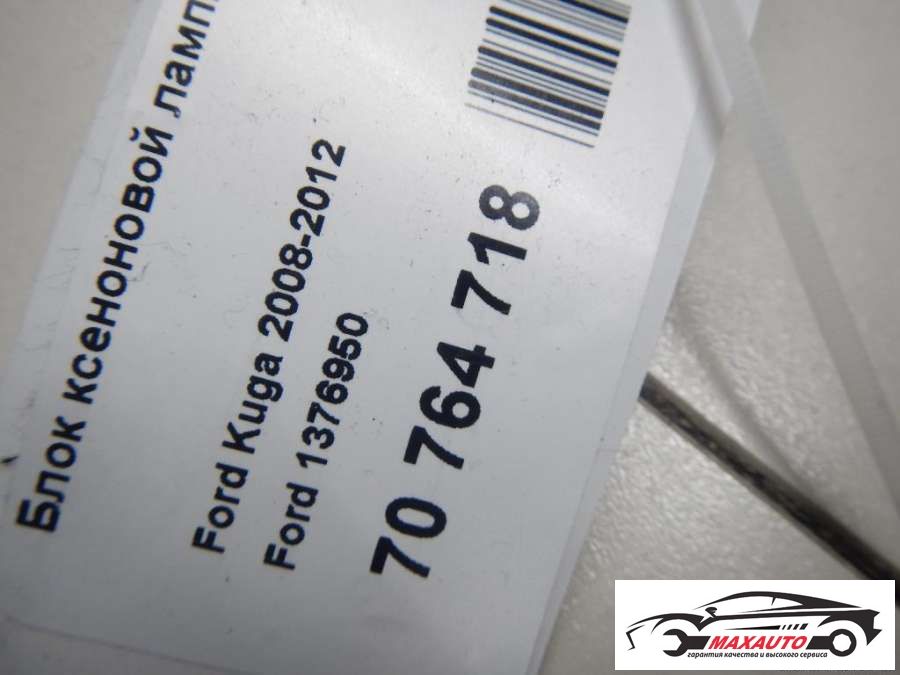 Блок ксеноновой
Ford Kuga 2008-2012
Ford 1376950
70 764 718
MAXAUTO
гарантия качества и высокого сервиса